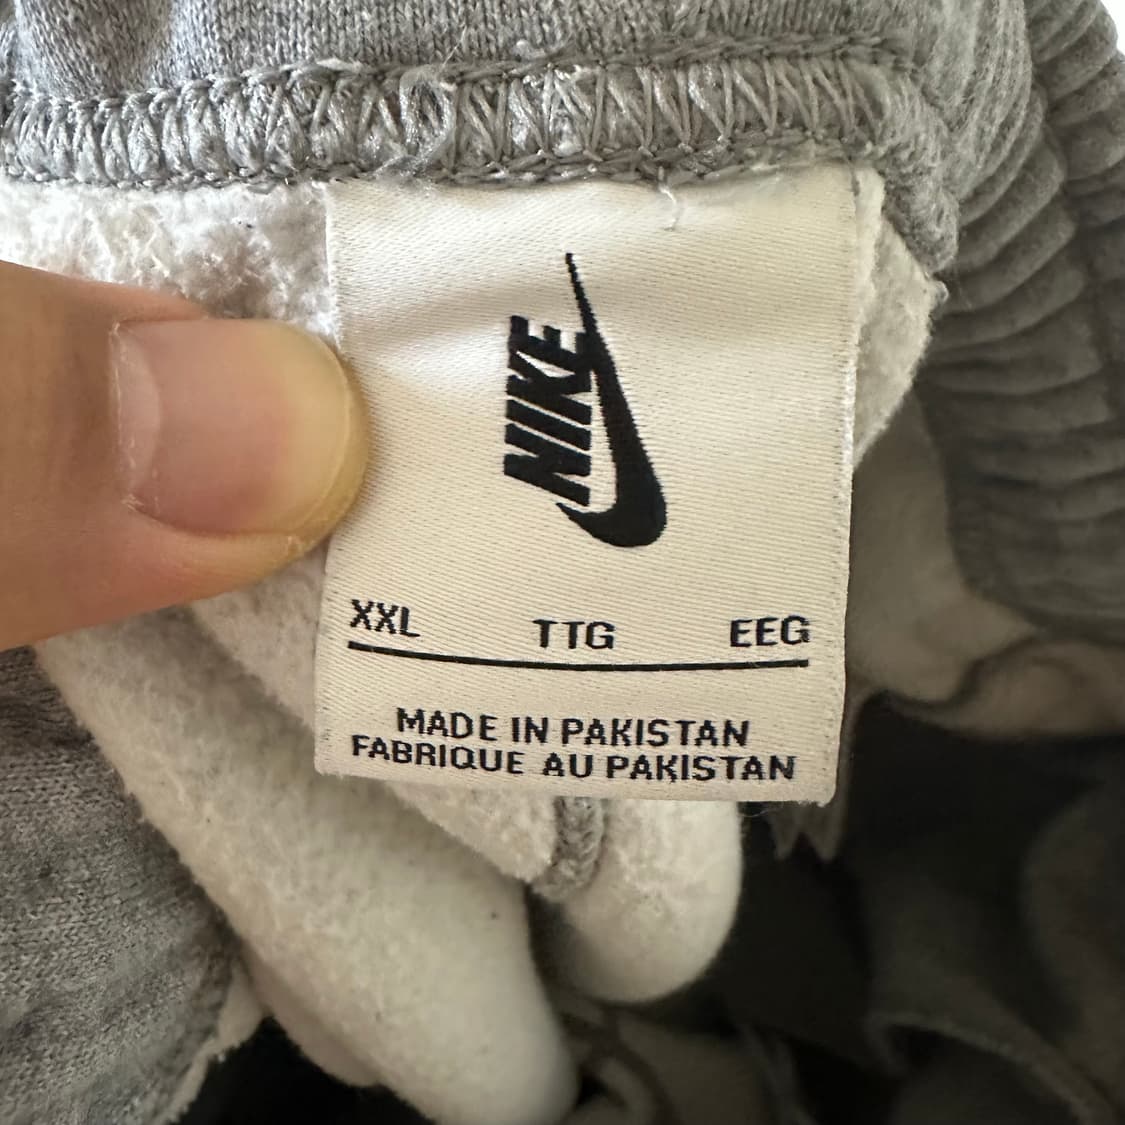 NIKE
XXL TTG EEG
MADE IN PAKISTAN
FABRIQUE AU PAKISTAN